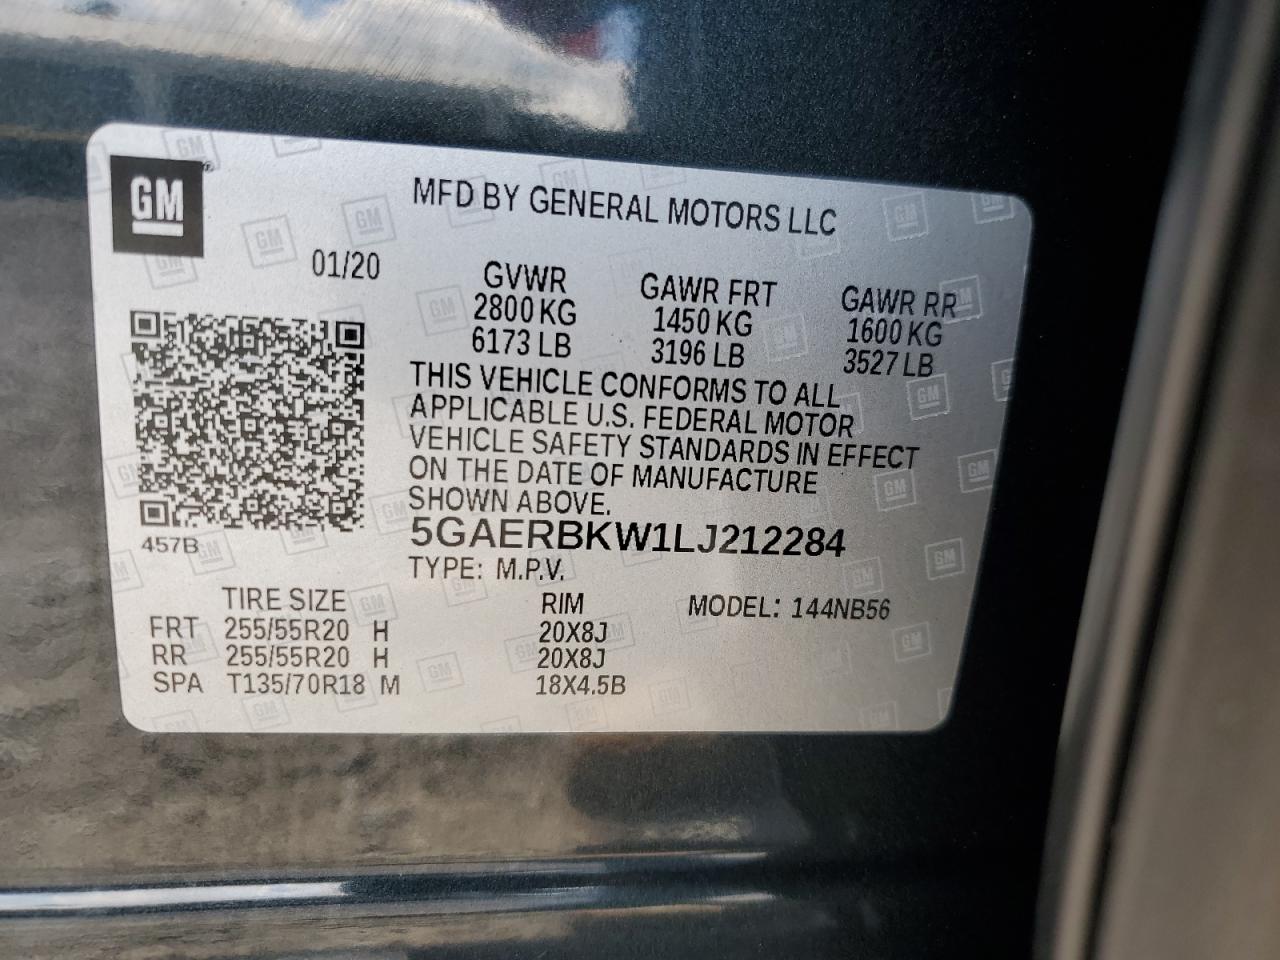 GM
MFD BY GENERAL MOTORS LLC
01/20
GVWR GAWR FRT GAWR RR
2800 KG 1450 KG 1600 KG
6173 LB 3196 LB 3527 LB
THIS VEHICLE CONFORMS TO ALL
APPLICABLE U.S. FEDERAL MOTOR
VEHICLE SAFETY STANDARDS IN EFFECT
ON THE DATE OF MANUFACTURE
SHOWN ABOVE.
5GAERBKW1LJ212284
457B
TYPE: M.P.V.
TIRE SIZE RIM MODEL: 144NB56
FRT 255/55R20 H 20X8J
RR 255/55R20 H 20X8J
SPA T135/70R18 M 18X4.5B